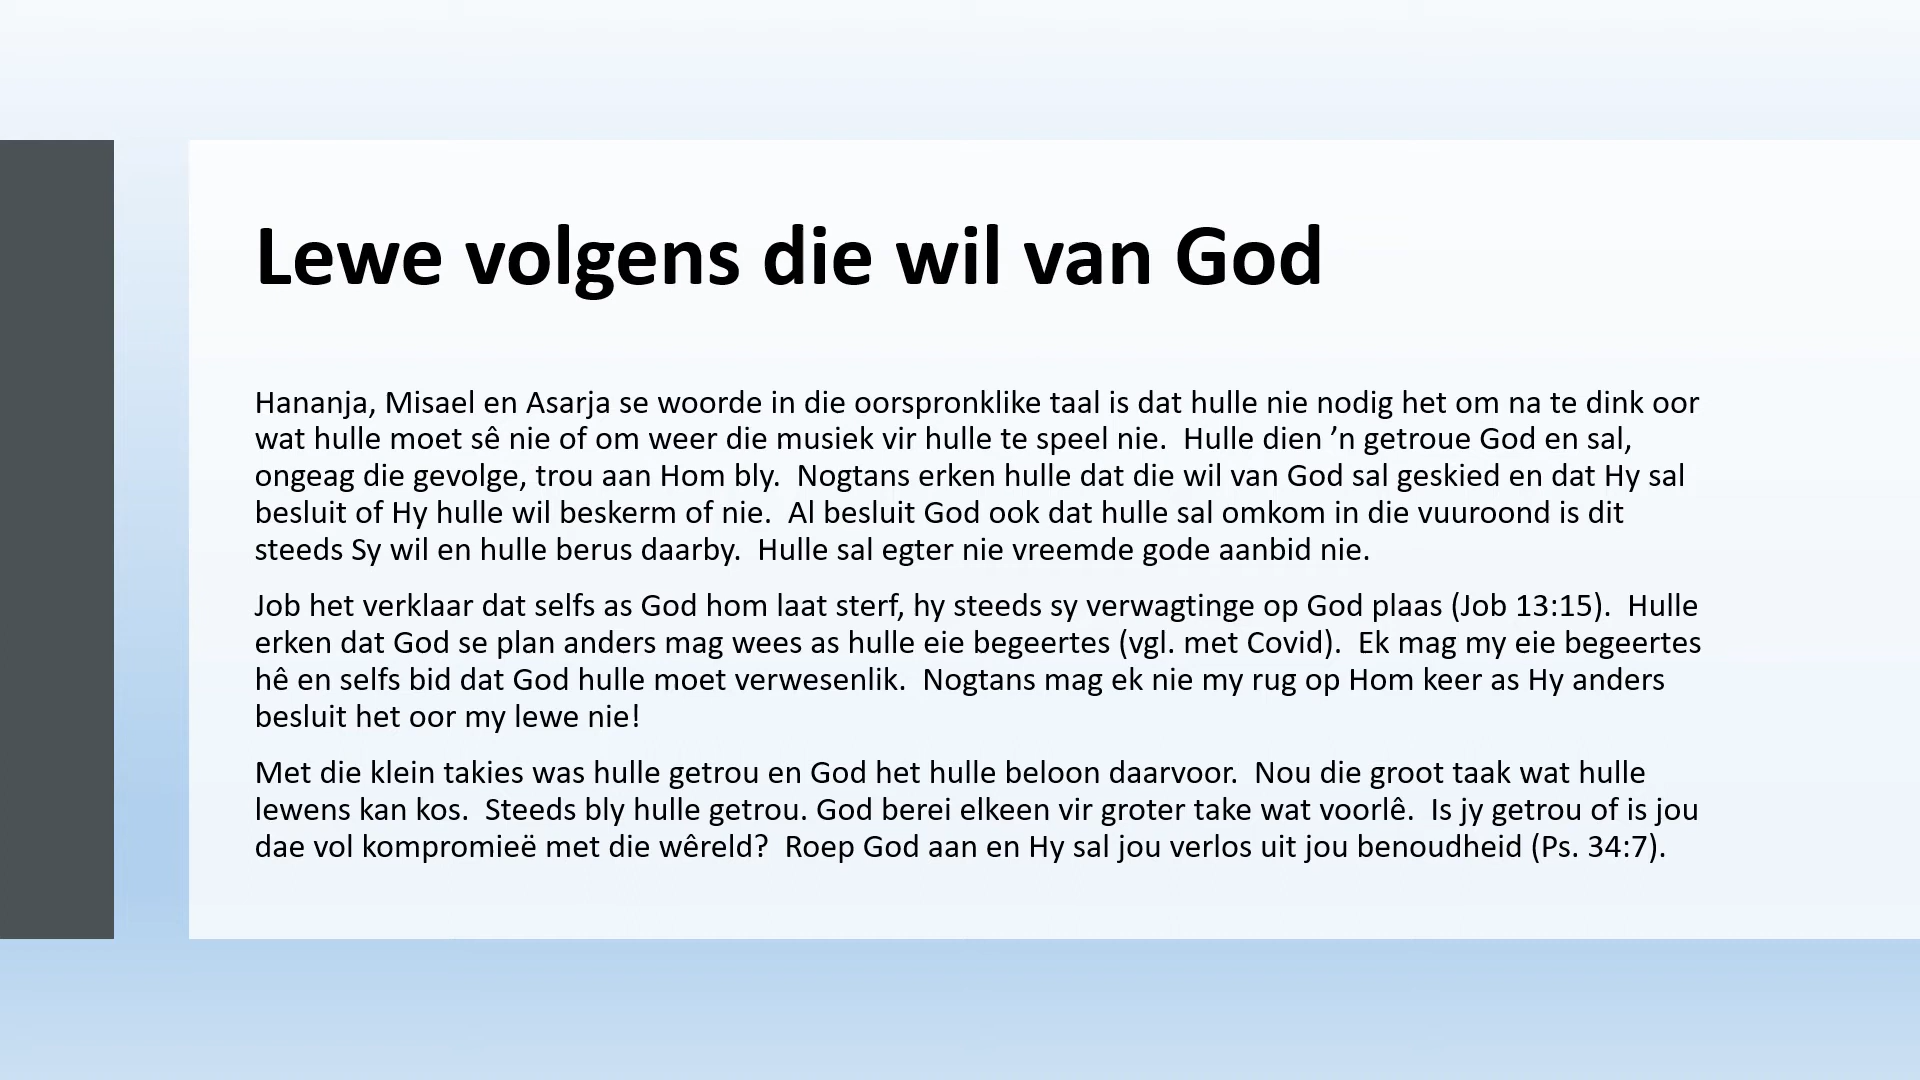 Lewe volgens die wil van God
Hananja, Misael en Asarja se woorde in die oorspronklike taal is dat hulle nie nodig het om na te dink oor
wat hulle moet sê nie of om weer die musiek vir hulle te speel nie.  Hulle dien ’n getroue God en sal,
ongeag die gevolge, trou aan Hom bly.  Nogtans erken hulle dat die wil van God sal geskied en dat Hy sal
besluit of Hy hulle wil beskerm of nie.  Al besluit God ook dat hulle sal omkom in die vuuroond is dit
steeds Sy wil en hulle berus daarby.  Hulle sal egter nie vreemde gode aanbid nie.
Job het verklaar dat selfs as God hom laat sterf, hy steeds sy verwagtinge op God plaas (Job 13:15).  Hulle
erken dat God se plan anders mag wees as hulle eie begeertes (vgl. met Covid).  Ek mag my eie begeertes
hê en selfs bid dat God hulle moet verwesenlik.  Nogtans mag ek nie my rug op Hom keer as Hy anders
besluit het oor my lewe nie!
Met die klein takies was hulle getrou en God het hulle beloon daarvoor.  Nou die groot taak wat hulle
lewens kan kos.  Steeds bly hulle getrou. God berei elkeen vir groter take wat voorlê.  Is jy getrou of is jou
dae vol kompromieë met die wêreld?  Roep God aan en Hy sal jou verlos uit jou benoudheid (Ps. 34:7).